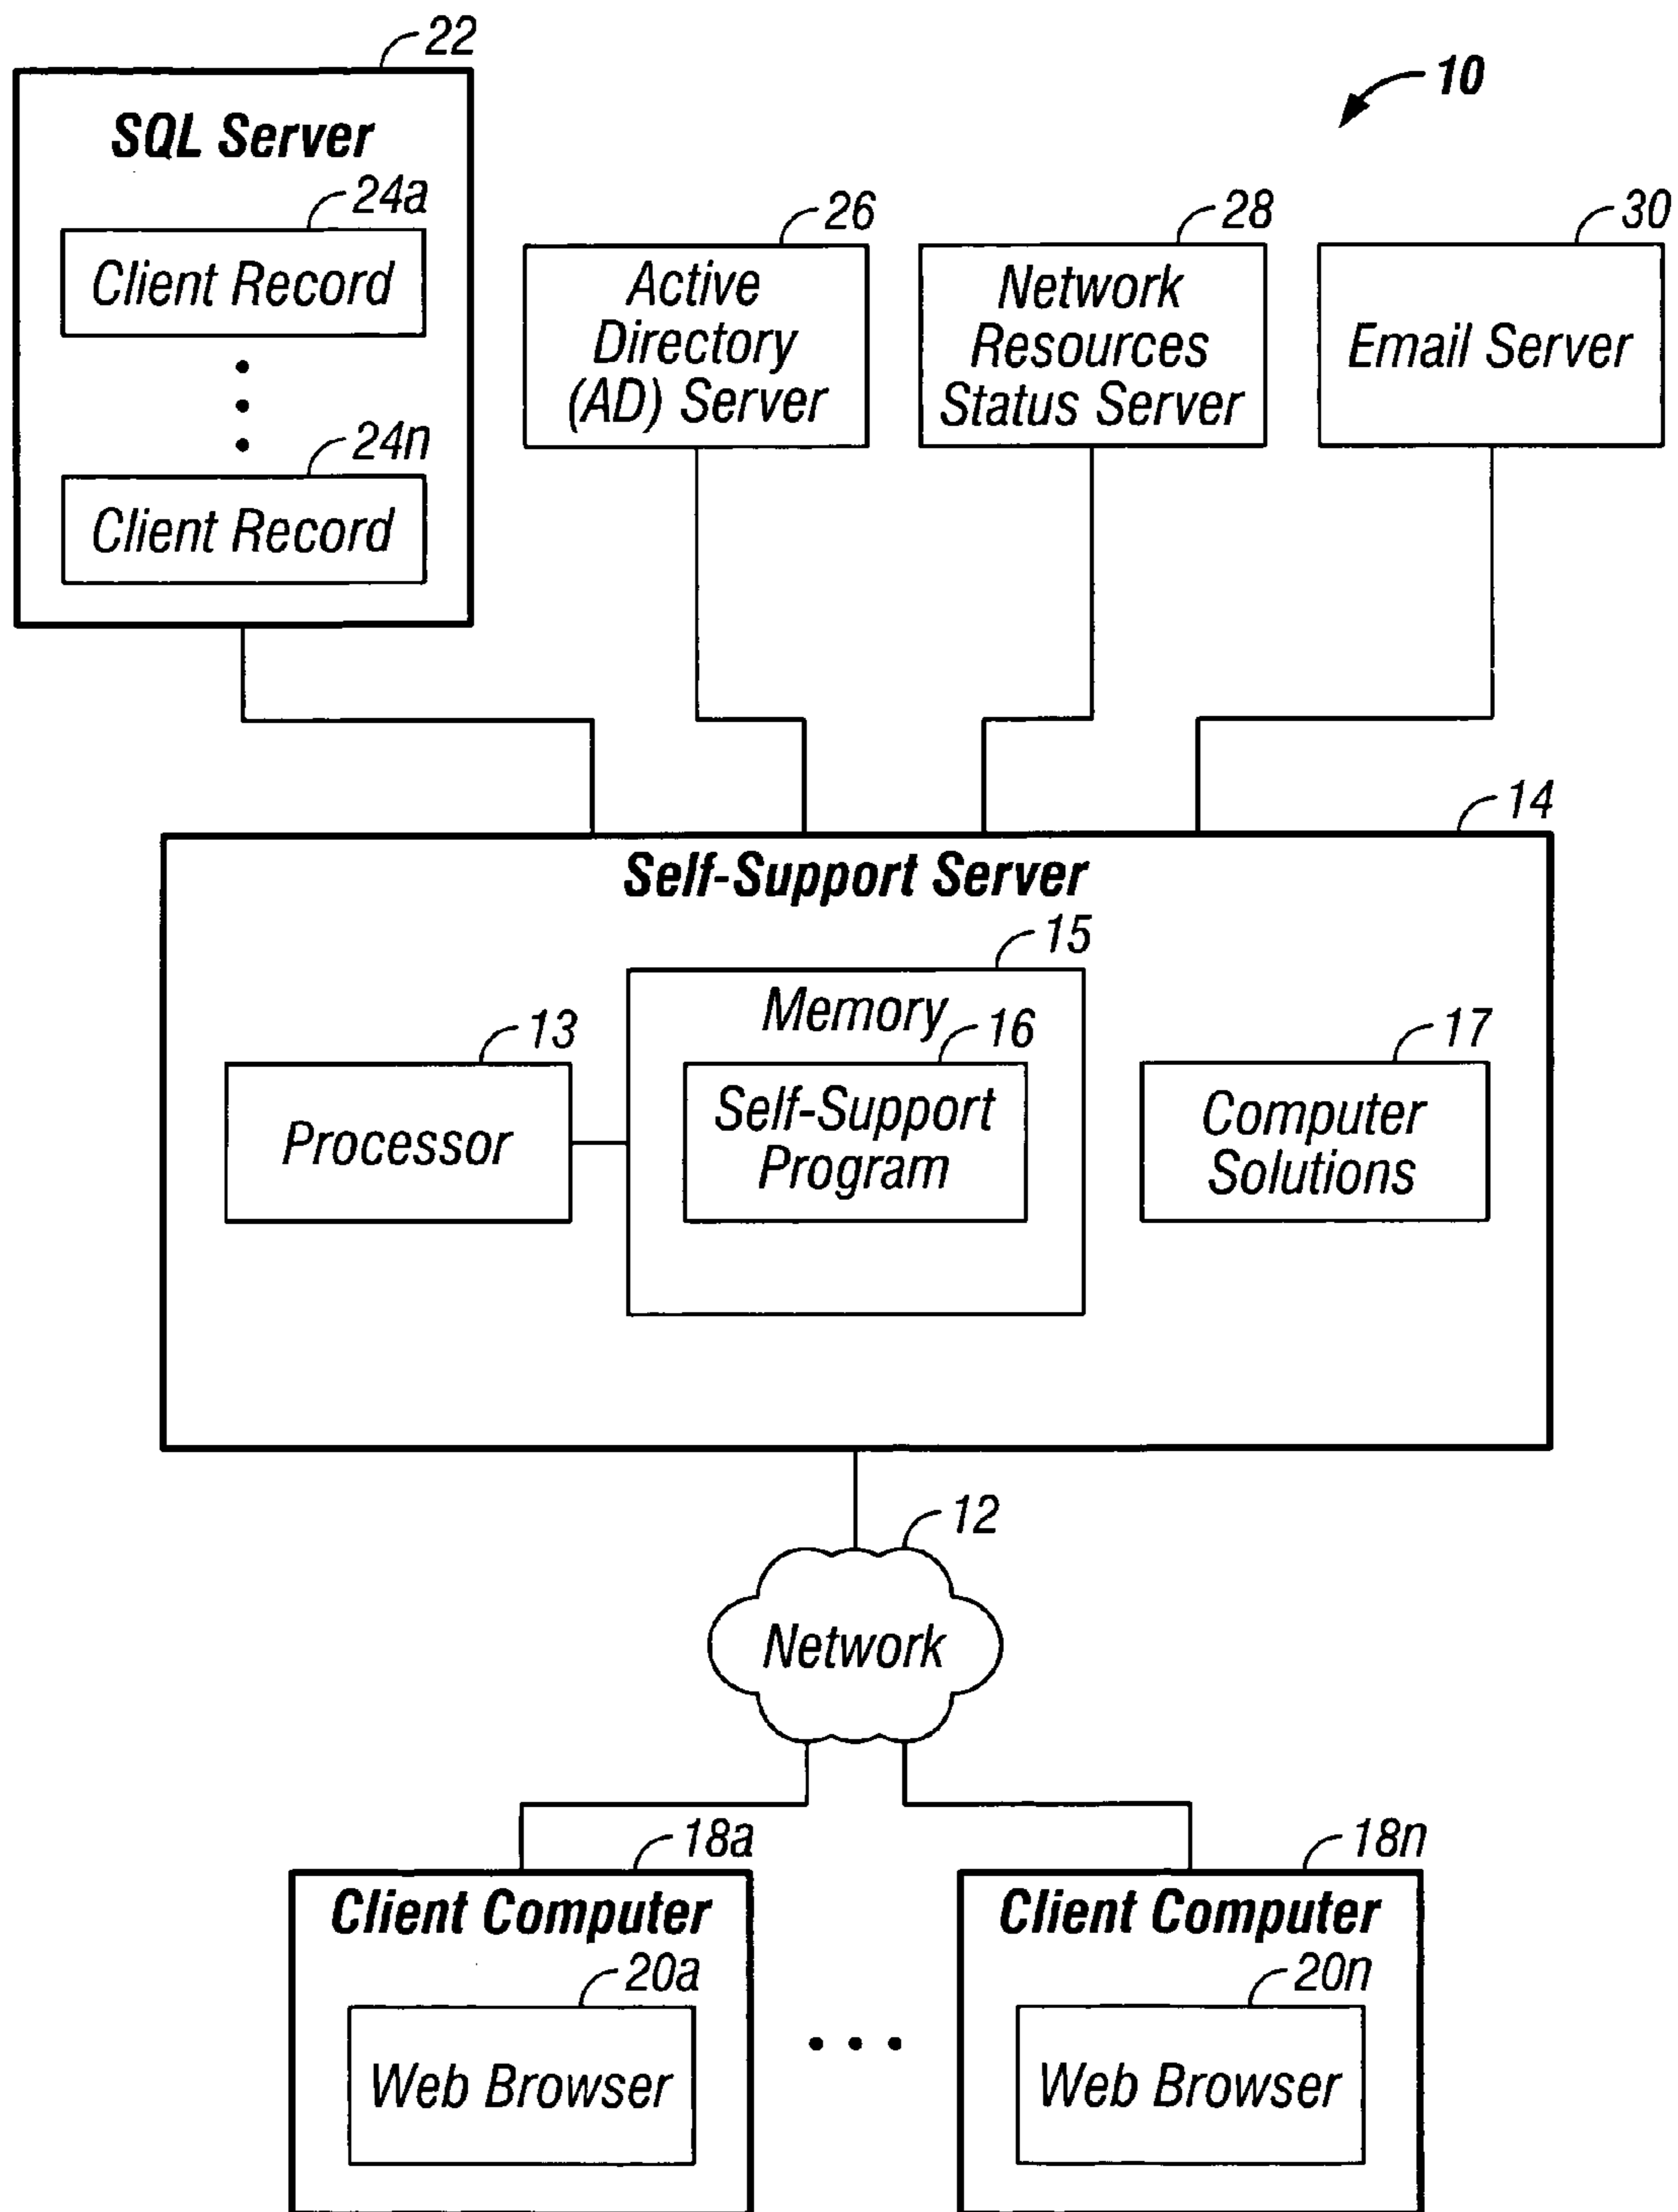 22
10
SQL Server
24a
Client Record
24n
Client Record
26
Active
Directory
(AD) Server
28
Network
Resources
Status Server
30
Email Server
14
Self-Support Server
15
Memory
13
Processor
16
Self-Support
Program
17
Computer
Solutions
12
Network
18a
Client Computer
20a
Web Browser
18n
Client Computer
20n
Web Browser